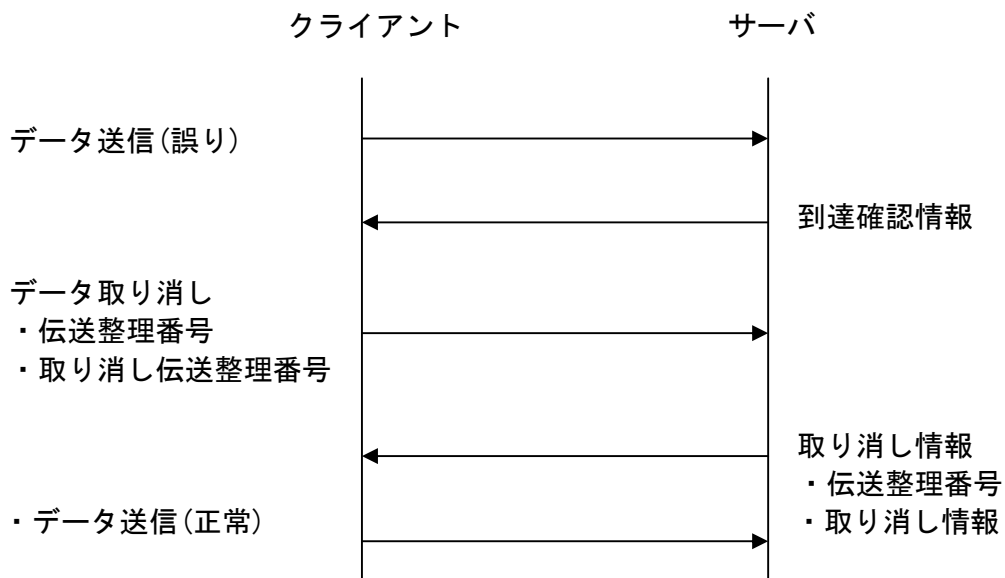 クライアント
サーバ
データ送信(誤り)
到達確認情報
データ取り消し
・伝送整理番号
・取り消し伝送整理番号
取り消し情報
・伝送整理番号
・取り消し情報
・データ送信(正常)